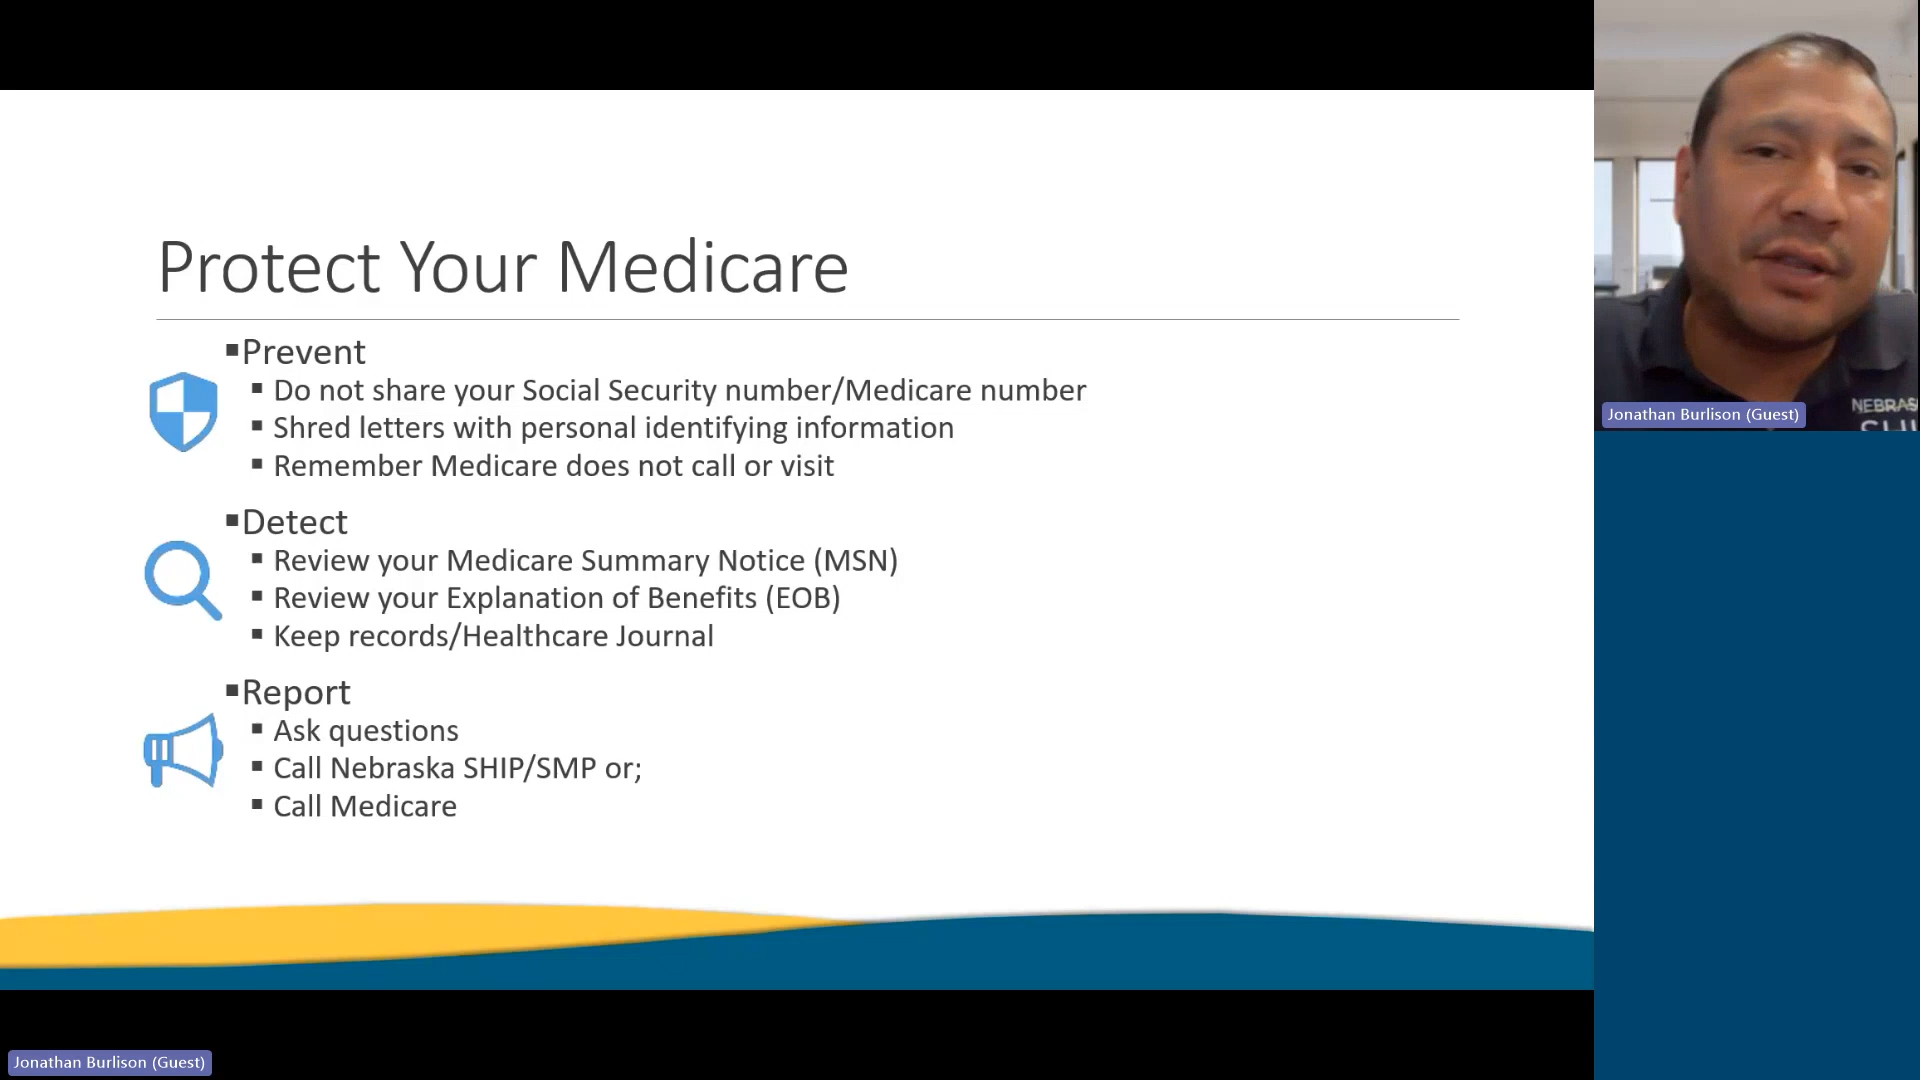 Protect Your Medicare
▪Prevent
▪ Do not share your Social Security number/Medicare number
▪ Shred letters with personal identifying information
▪ Remember Medicare does not call or visit
▪Detect
▪ Review your Medicare Summary Notice (MSN)
▪ Review your Explanation of Benefits (EOB)
▪ Keep records/Healthcare Journal
▪Report
▪ Ask questions
▪ Call Nebraska SHIP/SMP or;
▪ Call Medicare
Jonathan Burlison (Guest)
NEBRAS
SHI
Jonathan Burlison (Guest)